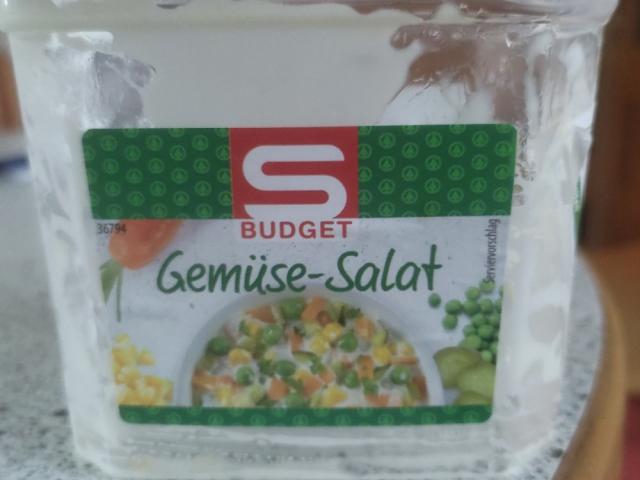 S
BUDGET
36794
Gemüse-Salat
Serviervorschlag